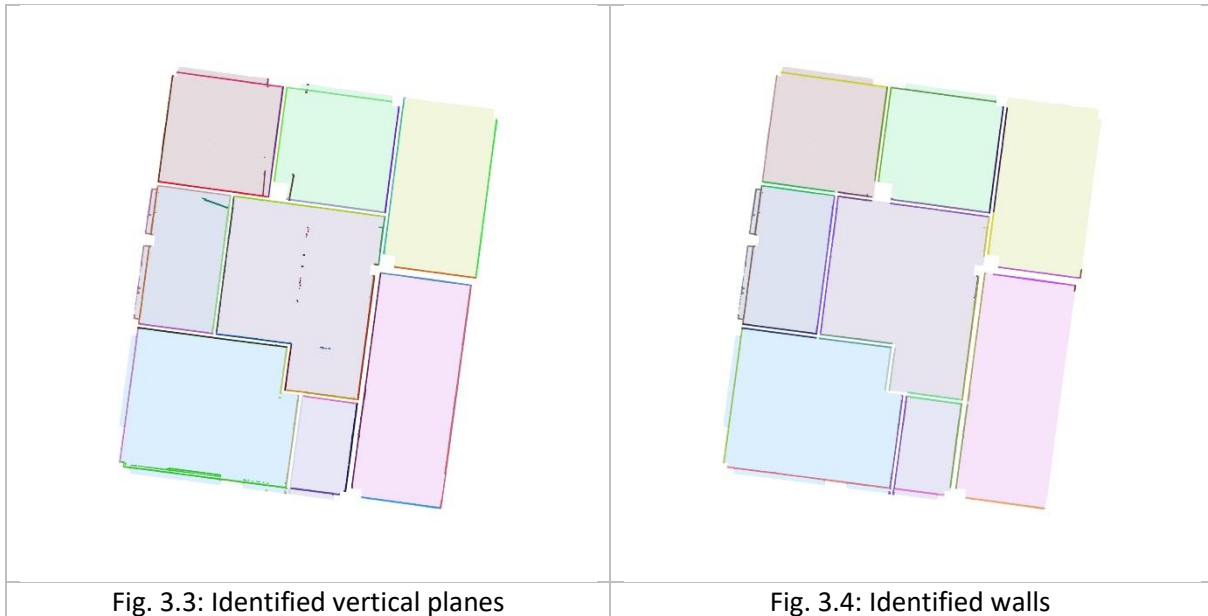 Fig. 3.3: Identified vertical planes
Fig. 3.4: Identified walls